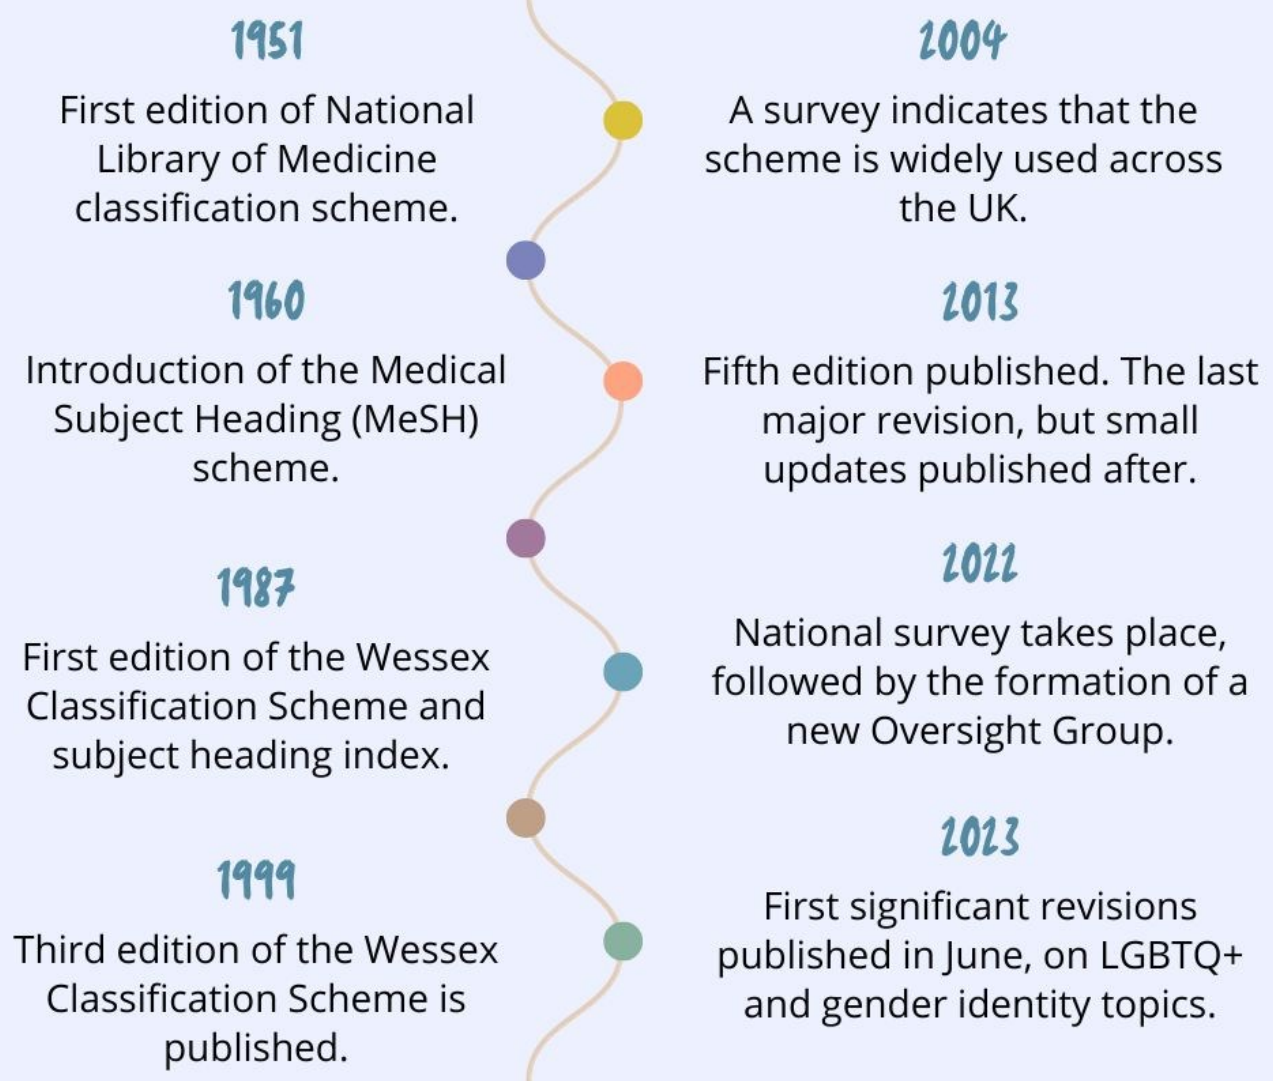 1951
First edition of National
Library of Medicine
classification scheme.
1960
Introduction of the Medical
Subject Heading (MeSH)
scheme.
1987
First edition of the Wessex
Classification Scheme and
subject heading index.
1999
Third edition of the Wessex
Classification Scheme is
published.
2004
A survey indicates that the
scheme is widely used across
the UK.
2013
Fifth edition published. The last
major revision, but small
updates published after.
2022
National survey takes place,
followed by the formation of a
new Oversight Group.
2023
First significant revisions
published in June, on LGBTQ+
and gender identity topics.